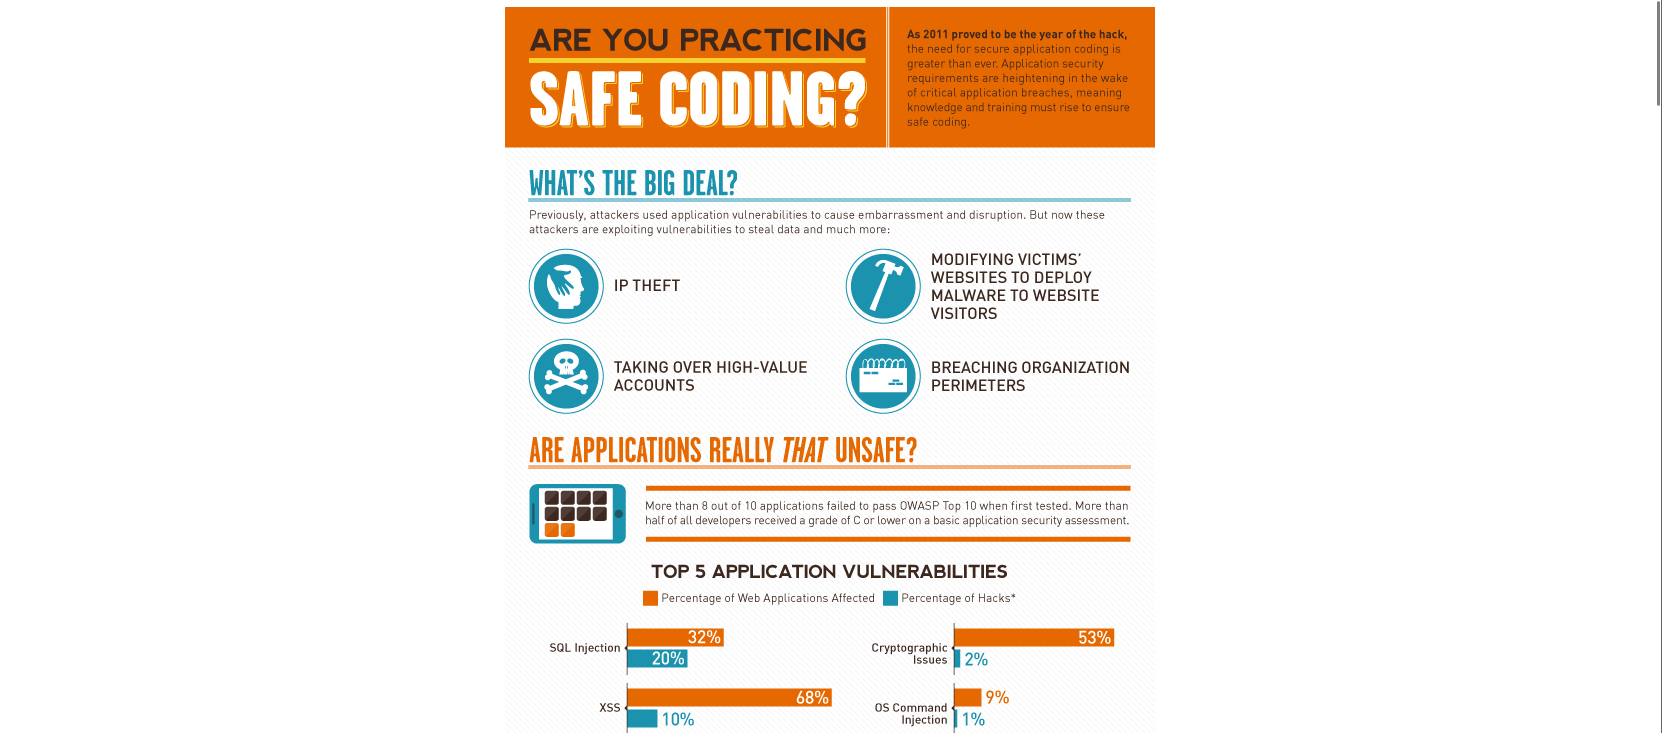 ARE YOU PRACTICING
SAFE CODING?
As 2011 proved to be the year of the hack,
the need for secure application coding is
greater than ever. Application security
requirements are heightening in the wake
of critical application breaches, meaning
knowledge and training must rise to ensure
safe coding.
WHAT'S THE BIG DEAL?
Previously, attackers used application vulnerabilities to cause embarrassment and disruption. But now these
attackers are exploiting vulnerabilities to steal data and much more:
IP THEFT
MODIFYING VICTIMS'
WEBSITES TO DEPLOY
MALWARE TO WEBSITE
VISITORS
TAKING OVER HIGH-VALUE
ACCOUNTS
BREACHING ORGANIZATION
PERIMETERS
ARE APPLICATIONS REALLY THAT UNSAFE?
More than 8 out of 10 applications failed to pass OWASP Top 10 when first tested. More than
half of all developers received a grade of C or lower on a basic application security assessment.
TOP 5 APPLICATION VULNERABILITIES
Percentage of Web Applications Affected
Percentage of Hacks*
SQL Injection
32%
20%
Cryptographic
Issues
53%
2%
XSS
68%
10%
OS Command
Injection
9%
1%